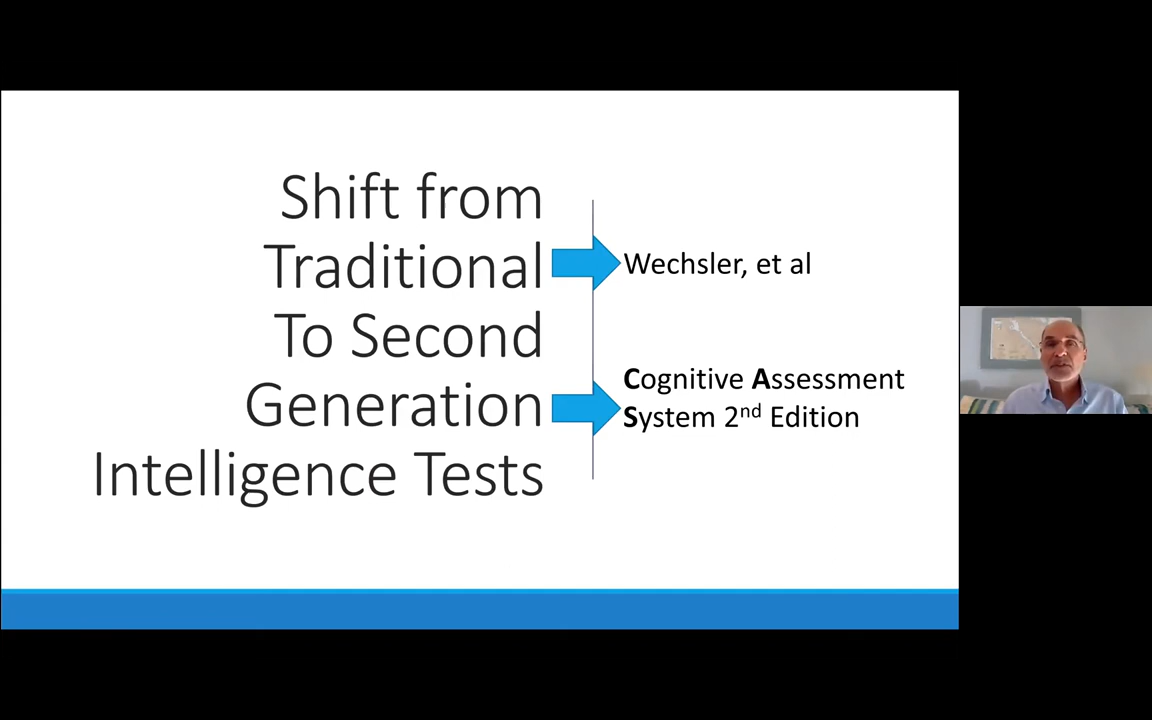 Shift from
Traditional
To Second
Generation
Intelligence Tests
Wechsler, et al
Cognitive Assessment
System 2nd Edition